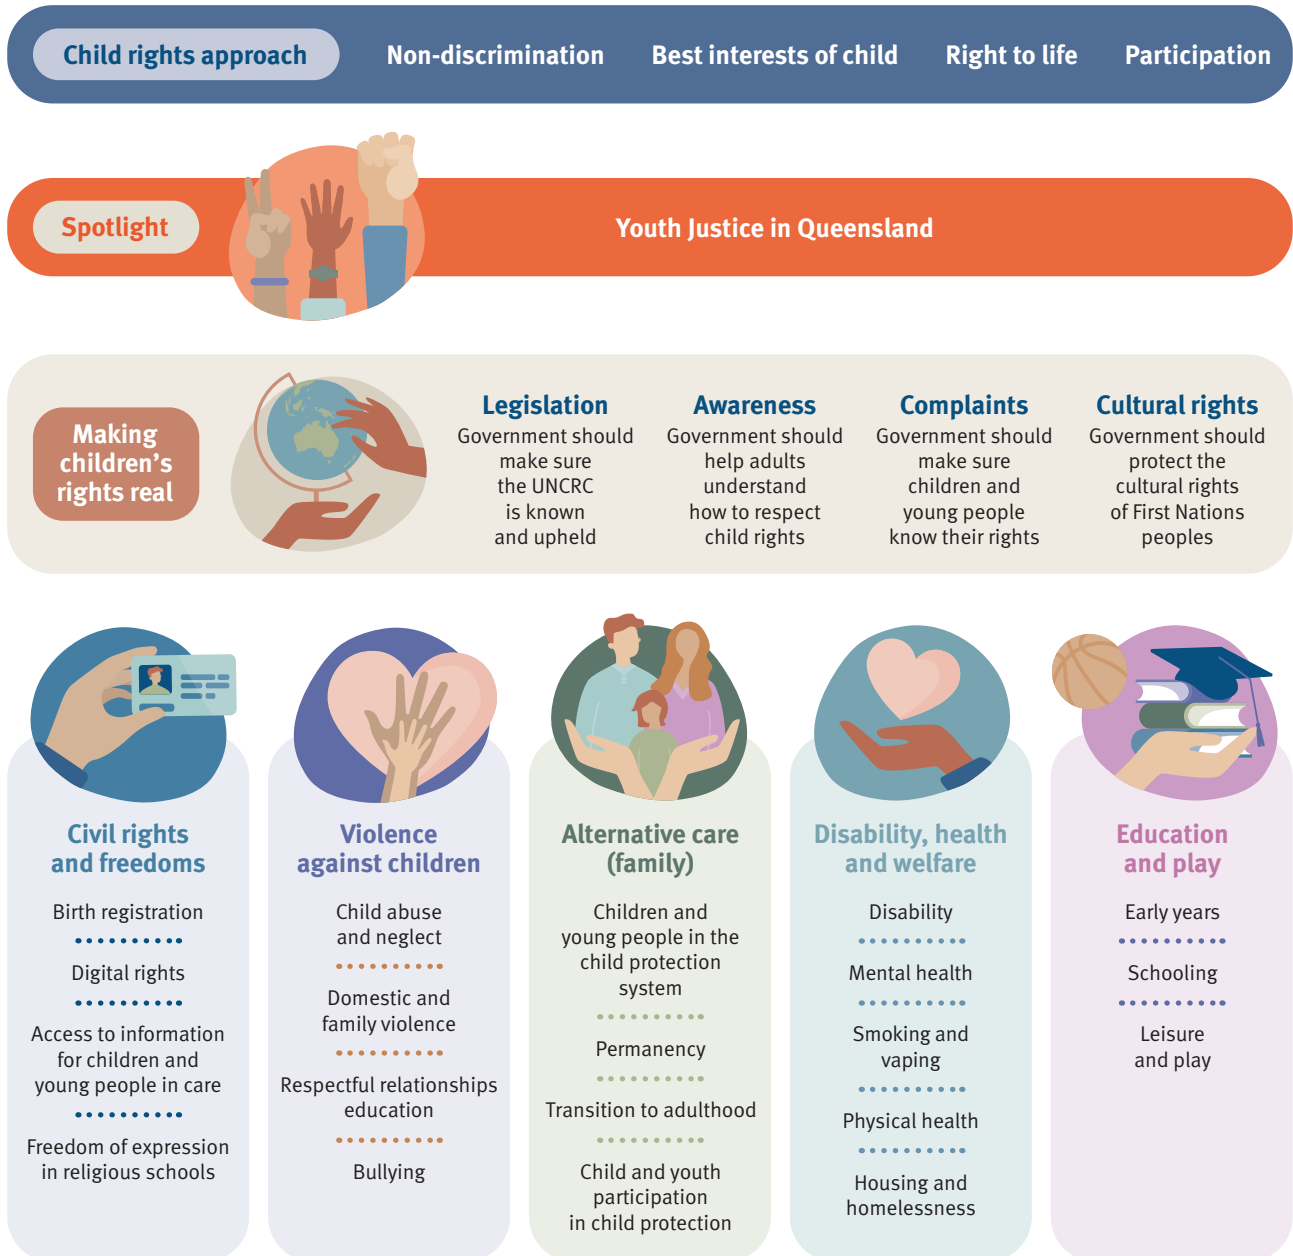 Child rights approach
Non-discrimination
Best interests of child
Right to life
Participation
Spotlight
Youth Justice in Queensland
Making
children’s
rights real
Legislation
Government should
make sure
the UNCRC
is known
and upheld
Awareness
Government should
help adults
understand
how to respect
child rights
Complaints
Government should
make sure
children and
young people
know their rights
Cultural rights
Government should
protect the
cultural rights
of First Nations
peoples
Civil rights
and freedoms
Birth registration
Digital rights
Access to information
for children and
young people in care
Freedom of expression
in religious schools
Violence
against children
Child abuse
and neglect
Domestic and
family violence
Respectful relationships
education
Bullying
Alternative care
(family)
Children and
young people in the
child protection
system
Permanency
Transition to adulthood
Child and youth
participation
in child protection
Disability, health
and welfare
Disability
Mental health
Smoking and
vaping
Physical health
Housing and
homelessness
Education
and play
Early years
Schooling
Leisure
and play